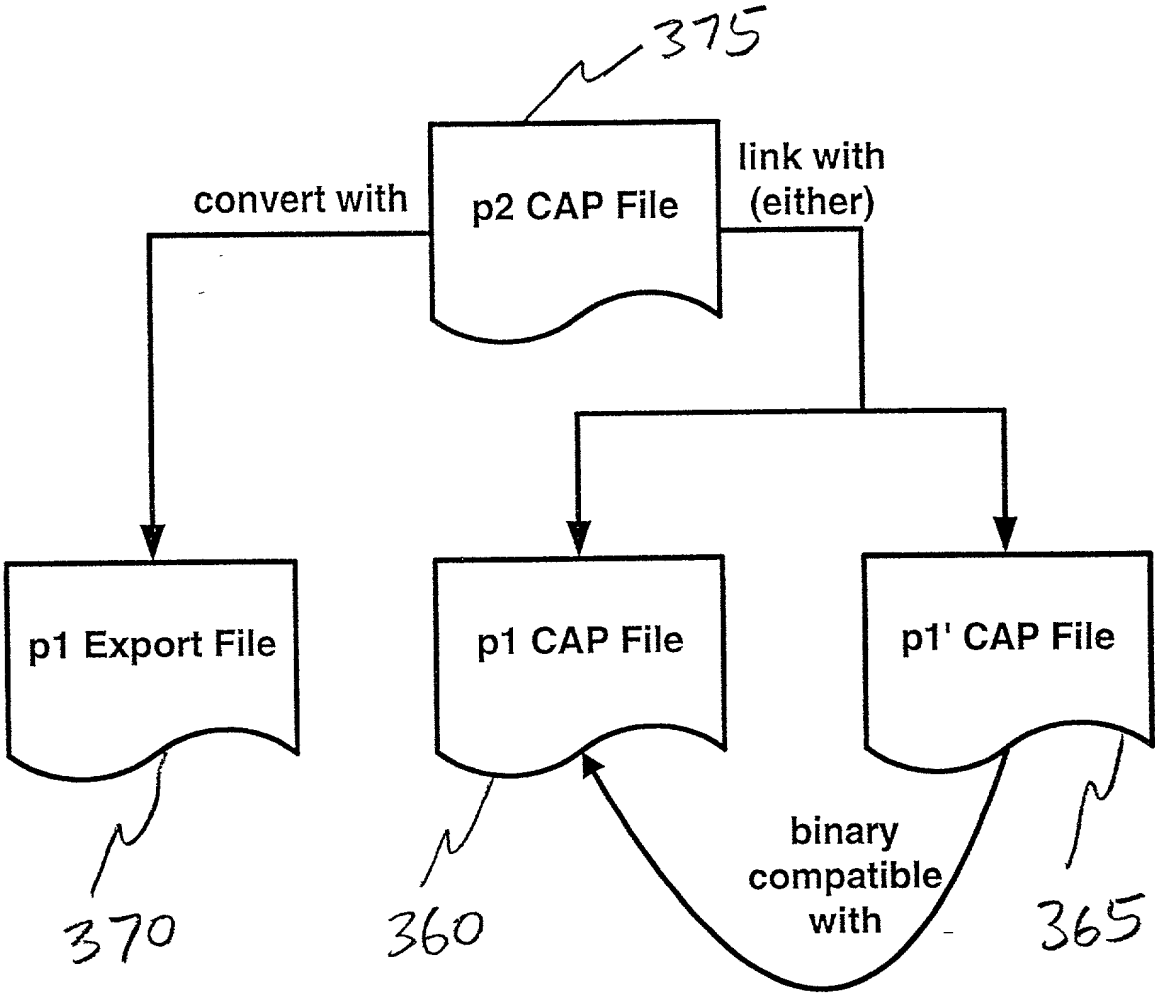 375
convert with
p2 CAP File
link with
(either)
p1 Export File
p1 CAP File
p1' CAP File
binary
compatible
with
370
360
365